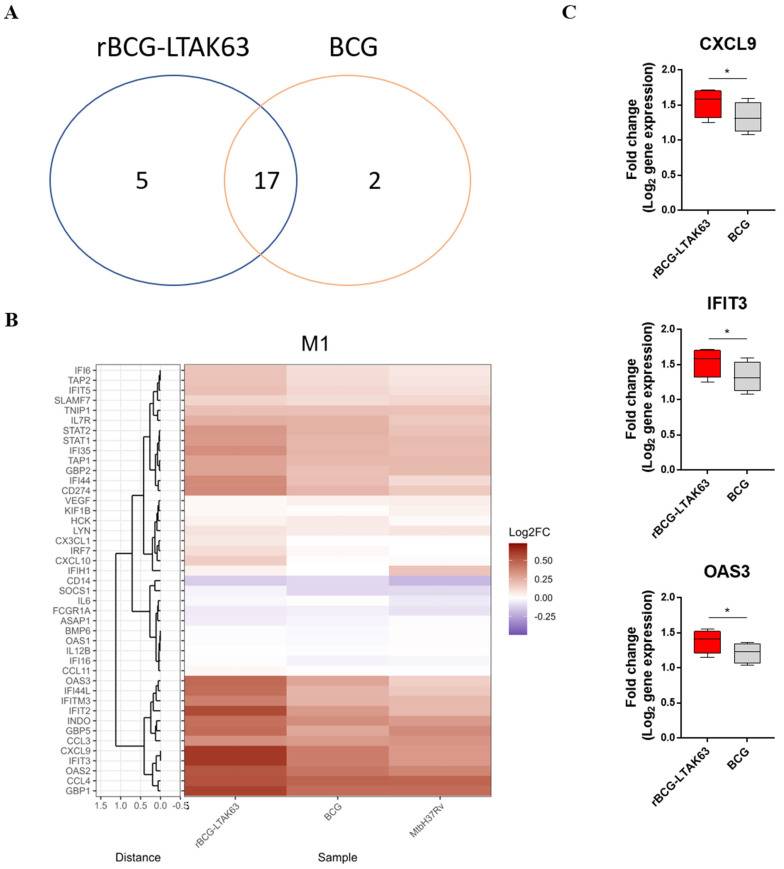 A
rBCG-LTAK63
BCG
5
17
2
B
M1
IFI6
TAP2
IFIT5
SLAMF7
TNIP1
IL7R
STAT2
STAT1
IFI35
TAP1
GBP2
IFI44
CD274
VEGF
KIF1B
HCK
LYN
CX3CL1
IRF7
CXCL10
IFIH1
CD14
SOCS1
IL6
FCGR1A
ASAP1
BMP6
OAS1
IL12B
IFI16
CCL11
OAS3
IFI44L
IFITM3
IFIT2
INDO
GBP5
CCL3
CXCL9
IFIT3
OAS2
CCL4
GBP1
1.5 1.0 0.5 0.0 -0.5
rBCG-LTAK63
BCG
MtbH37Rv
Distance
Sample
Log2FC
0.50
0.25
0.00
-0.25
C
CXCL9
Fold change
(Log2 gene expression)
2.0
1.5
1.0
0.0
*
rBCG-LTAK63
BCG
IFIT3
Fold change
(Log2 gene expression)
2.0
1.5
1.0
0.0
*
rBCG-LTAK63
BCG
OAS3
Fold change
(Log2 gene expression)
2.0
1.5
1.0
0.0
*
rBCG-LTAK63
BCG